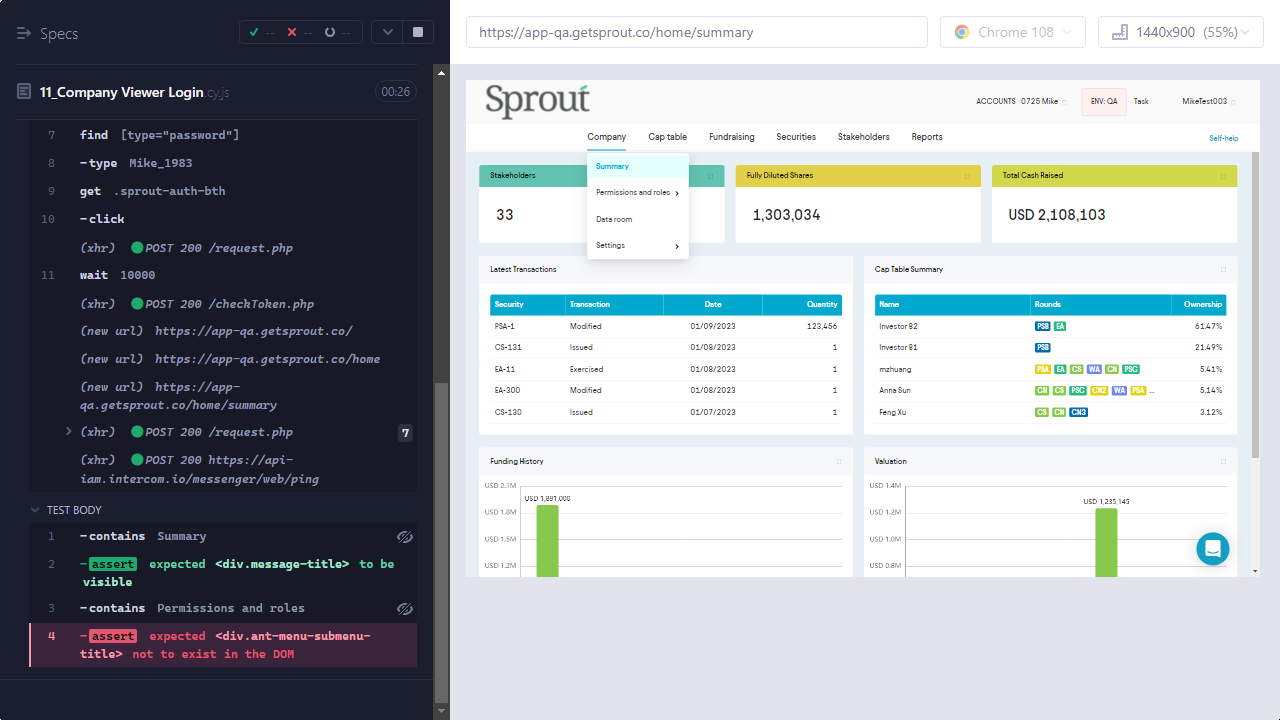 Specs
--
--
--
11_Company Viewer Login.cy.js
00:26
7 find [type="password"]
8 -type Mike_1983
9 get .sprout-auth-bth
10 -click
(xhr) POST 200 /request.php
11 wait 10000
(xhr) POST 200 /checkToken.php
(new url) https://app-qa.getsprout.co/
(new url) https://app-qa.getsprout.co/home
(new url) https://app-
qa.getsprout.co/home/summary
(xhr) POST 200 /request.php 7
(xhr) POST 200 https://api-
iam.intercom.io/messenger/web/ping
TEST BODY
1 -contains Summary
2 -assert expected <div.message-title> to be
visible
3 -contains Permissions and roles
4 -assert expected <div.ant-menu-submenu-
title> not to exist in the DOM
https://app-qa.getsprout.co/home/summary
Chrome 108
1440x900 (55%)
Sprout
ACCOUNTS 0725 Mike
ENV: QA
Task
MikeTest003
Company
Cap table
Fundraising
Securities
Stakeholders
Reports
Self-help
Summary
Permissions and roles
Data room
Settings
Stakeholders
33
Fully Diluted Shares
1,303,034
Total Cash Raised
USD 2,108,103
Latest Transactions
Security Transaction Date Quantity
PSA-1 Modified 01/09/2023 123,456
CS-131 Issued 01/08/2023 1
EA-11 Exercised 01/08/2023 1
EA-300 Modified 01/08/2023 1
CS-130 Issued 01/07/2023 1
Cap Table Summary
Name Rounds Ownership
Investor B2 PSB EA 61.47%
Investor B1 PSB 21.49%
mzhuang PSA EA CS WA CN PSC 5.41%
Anna Sun CN CS PSC CN2 WA PSA ... 5.14%
Feng Xu CS CN CN3 3.12%
Funding History
USD 2.1M
USD 1,891,000
USD 1.8M
USD 1.5M
USD 1.2M
Valuation
USD 1.4M
USD 1,235,145
USD 1.2M
USD 1.0M
USD 0.8M